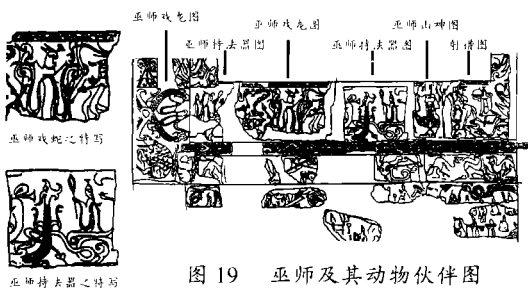 巫师戏龙图
巫师戏龙图
巫师山神图
巫师持法器图
巫师持法器图
射猎图
巫师戏蛇之特写
巫师持法器之特写
图 19 巫师及其动物伙伴图